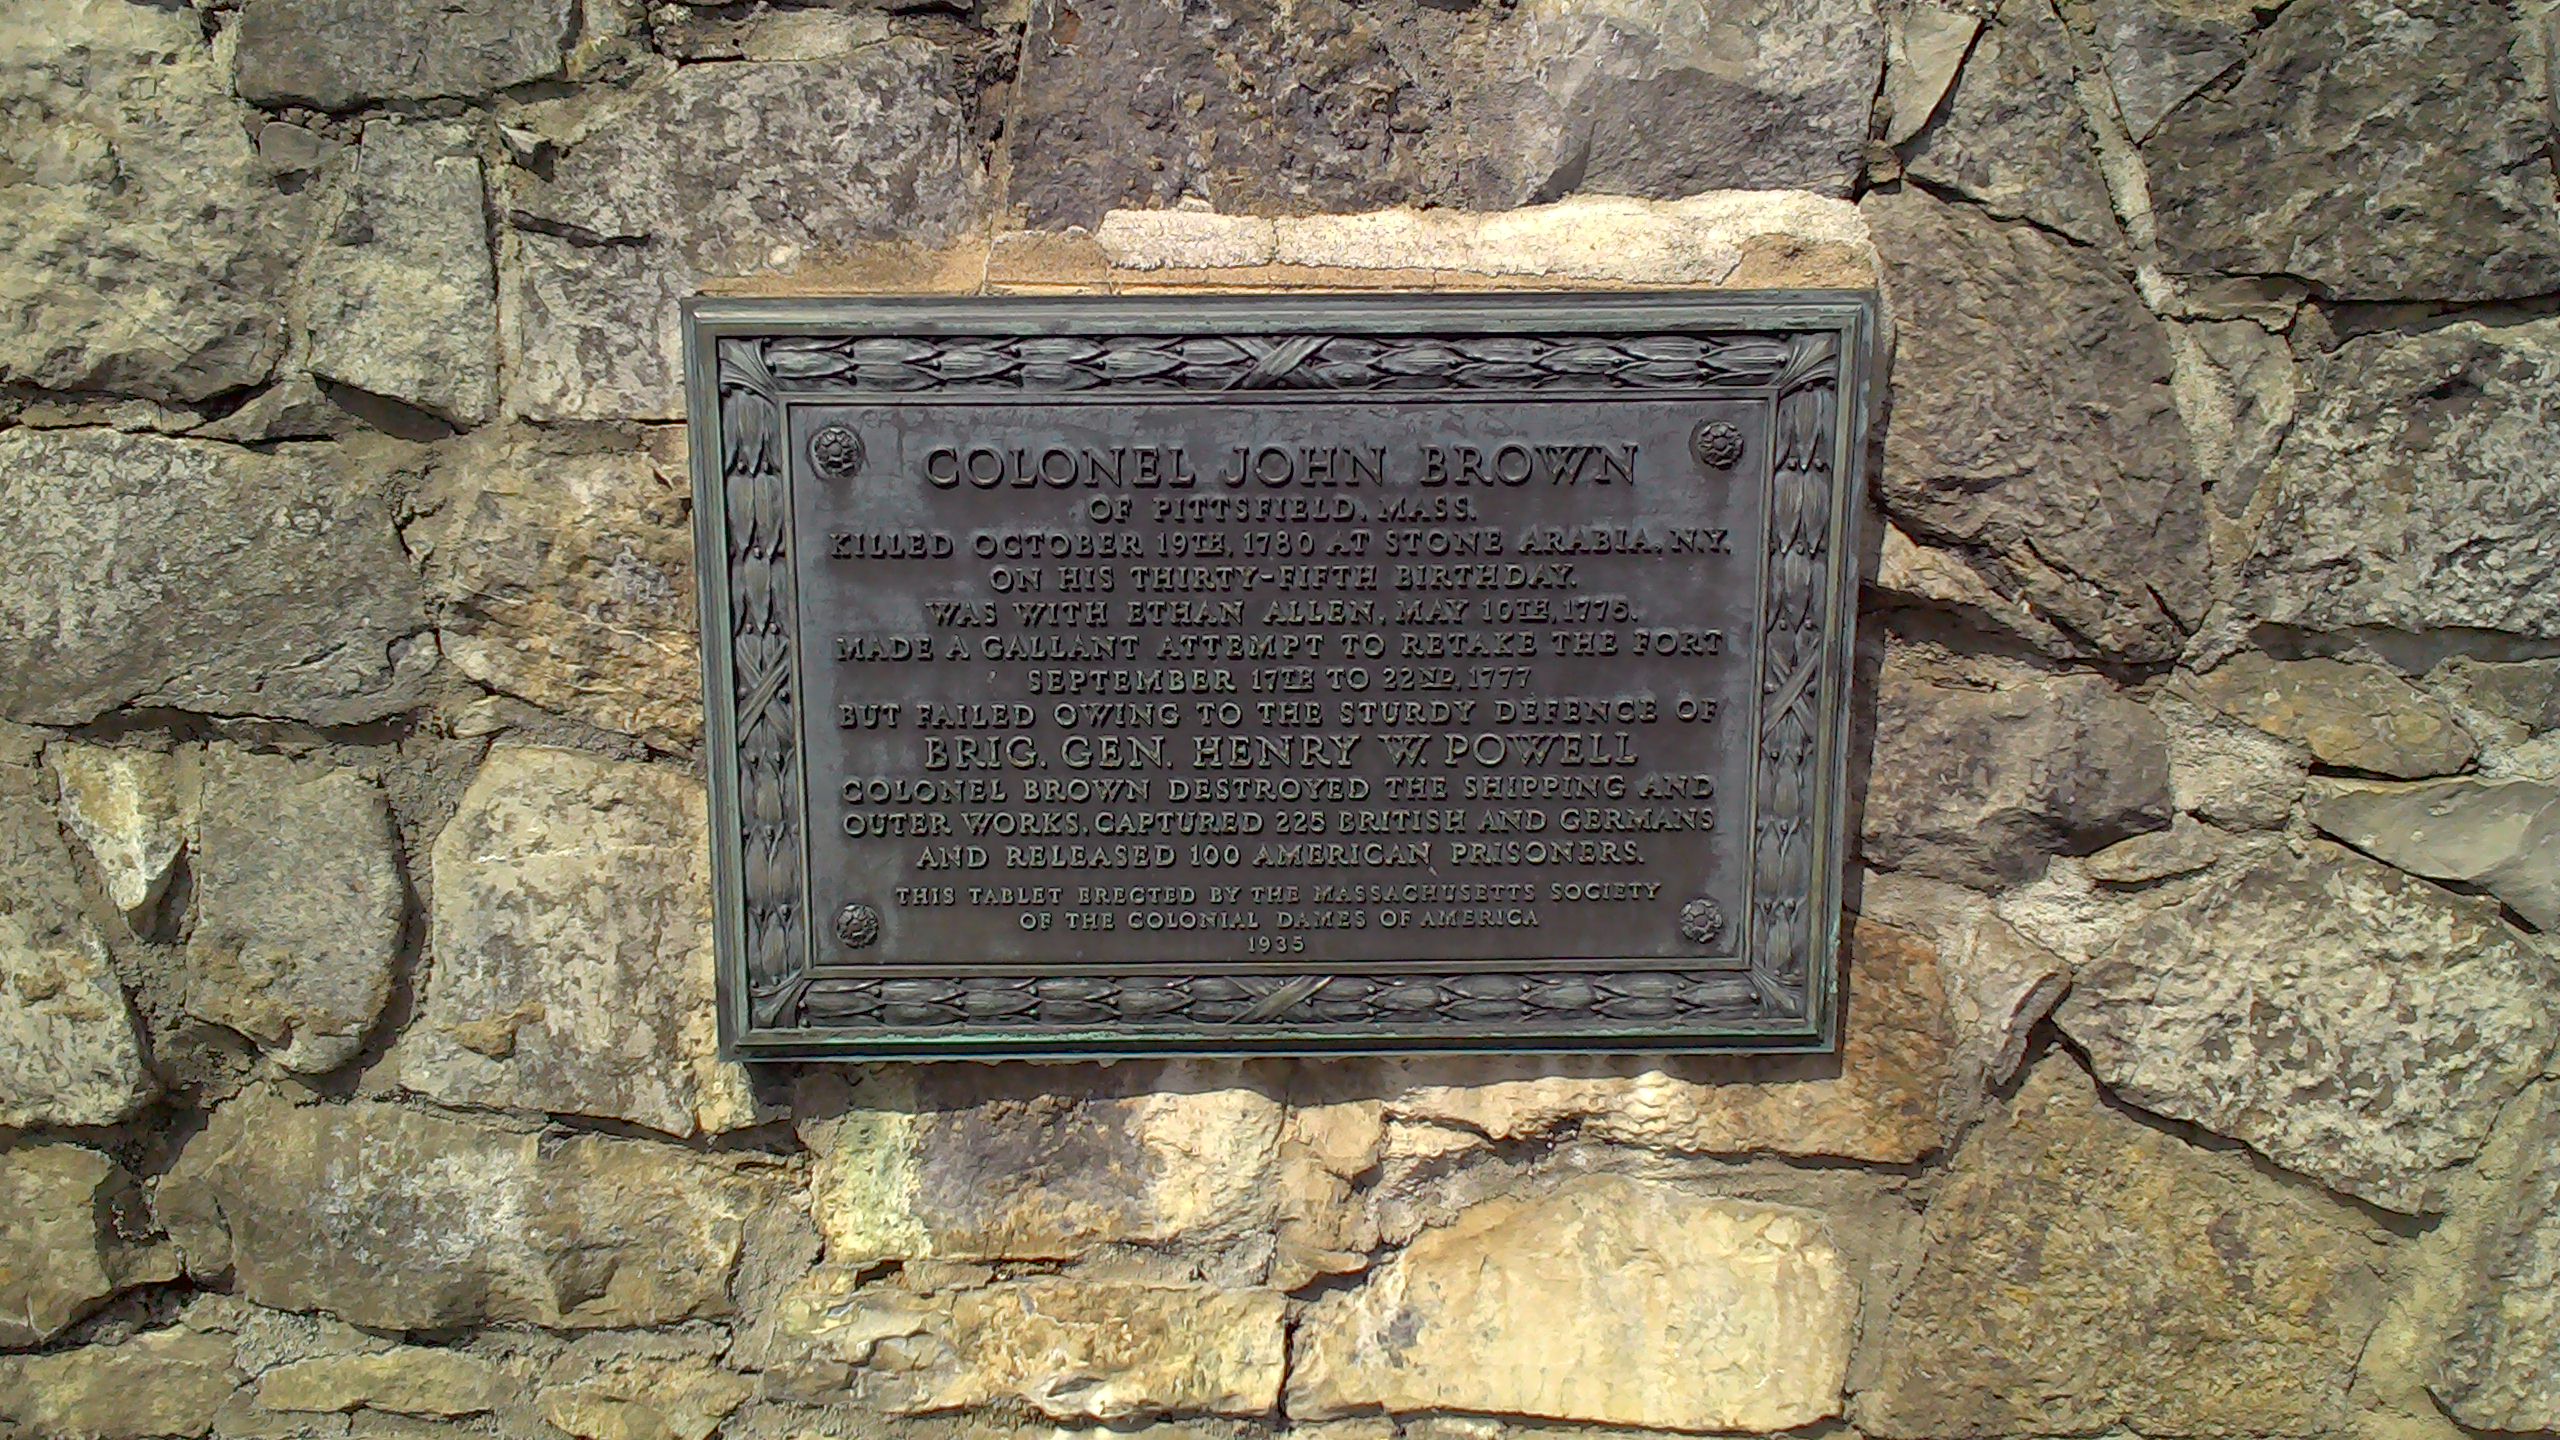 COLONEL JOHN BROWN
OF PITTSFIELD, MASS.
KILLED OCTOBER 19TH, 1780 AT STONE ARABIA, N.Y.
ON HIS THIRTY-FIFTH BIRTHDAY.
WAS WITH ETHAN ALLEN, MAY 10TH, 1775.
MADE A GALLANT ATTEMPT TO RETAKE THE FORT
SEPTEMBER 17TH TO 22ND, 1777
BUT FAILED OWING TO THE STURDY DEFENCE OF
BRIG. GEN. HENRY W. POWELL
COLONEL BROWN DESTROYED THE SHIPPING AND
OUTER WORKS, CAPTURED 225 BRITISH AND GERMANS
AND RELEASED 100 AMERICAN PRISONERS.
THIS TABLET ERECTED BY THE MASSACHUSETTS SOCIETY
OF THE COLONIAL DAMES OF AMERICA
1935